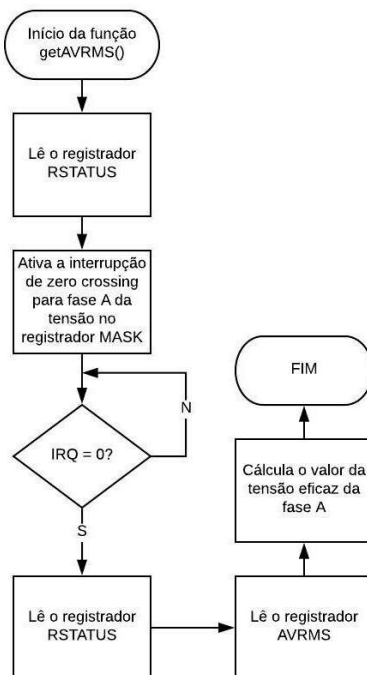 Início da função
getAVRMS()
Lê o registrador
RSTATUS
Ativa a interrupção
de zero crossing
para fase A da
tensão no
registrador MASK
N
IRQ = 0?
S
Lê o registrador
RSTATUS
Lê o registrador
AVRMS
Cálcula o valor da
tensão eficaz da
fase A
FIM